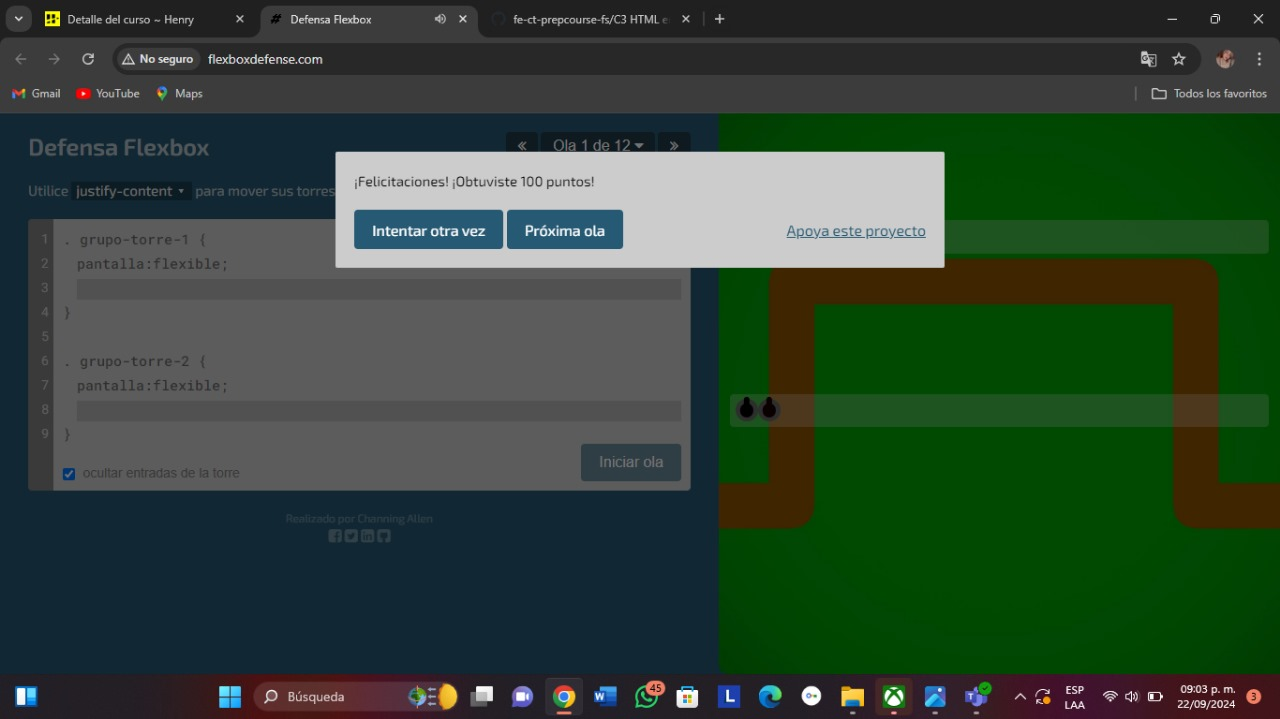 Detalle del curso ~ Henry
Defensa Flexbox
fe-ct-prepcourse-fs/C3 HTML e
No seguro
flexboxdefense.com
Gmail
YouTube
Maps
Todos los favoritos
Defensa Flexbox
« Ola 1 de 12 »
Utilice justify-content para mover sus torres
¡Felicitaciones! ¡Obtuviste 100 puntos!
Intentar otra vez
Próxima ola
Apoya este proyecto
1 . grupo-torre-1 {
2 pantalla:flexible;
3
4 }
5
6 . grupo-torre-2 {
7 pantalla:flexible;
8
9 }
ocultar entradas de la torre
Iniciar ola
Realizado por Channing Allen
Búsqueda
45
ESP
LAA
09:03 p. m.
22/09/2024
3